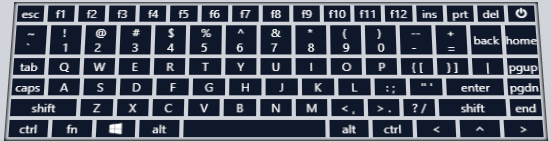 esc f1 f2 f3 f4 f5 f6 f7 f8 f9 f10 f11 f12 ins prt del
~ ! @ # $ % ^ & * ( ) -- +
` 1 2 3 4 5 6 7 8 9 0 - = back home
tab Q W E R T Y U I O P { [ } ] | pgup
caps A S D F G H J K L : ; " ' enter pgdn
shift Z X C V B N M < , > . ? / shift end
ctrl fn alt alt ctrl < ^ >